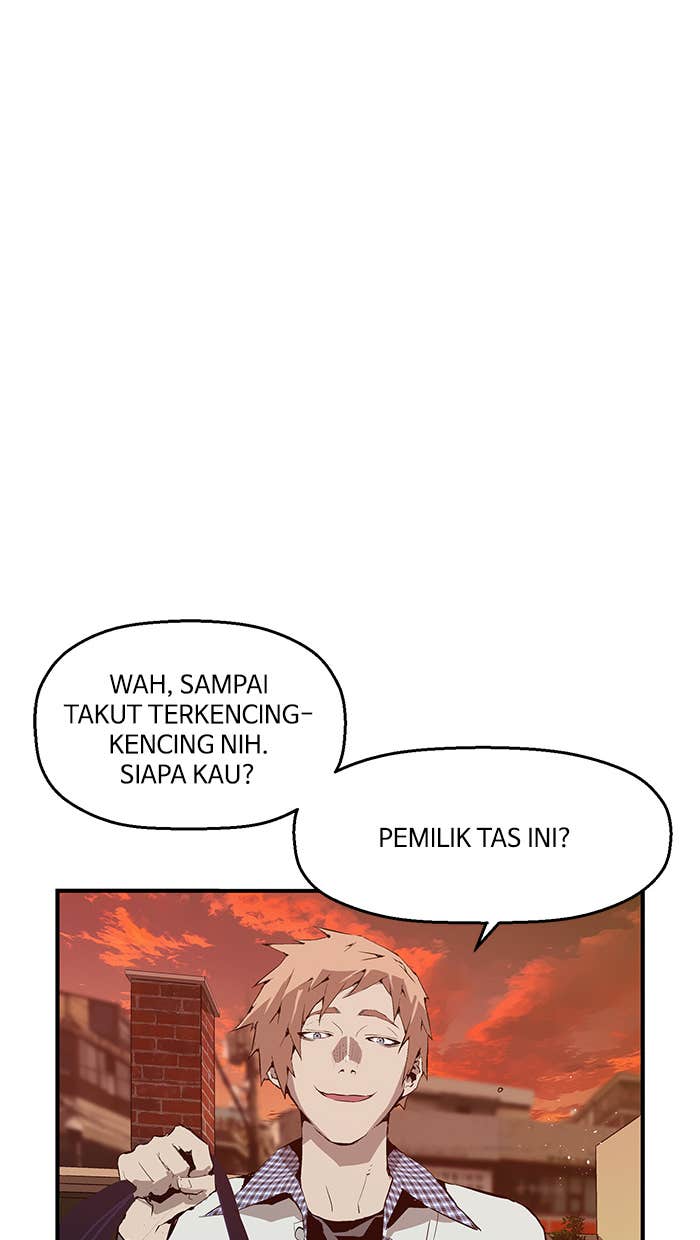 WAH, SAMPAI
TAKUT TERKENCING-
KENCING NIH.
SIAPA KAU?
PEMILIK TAS INI?